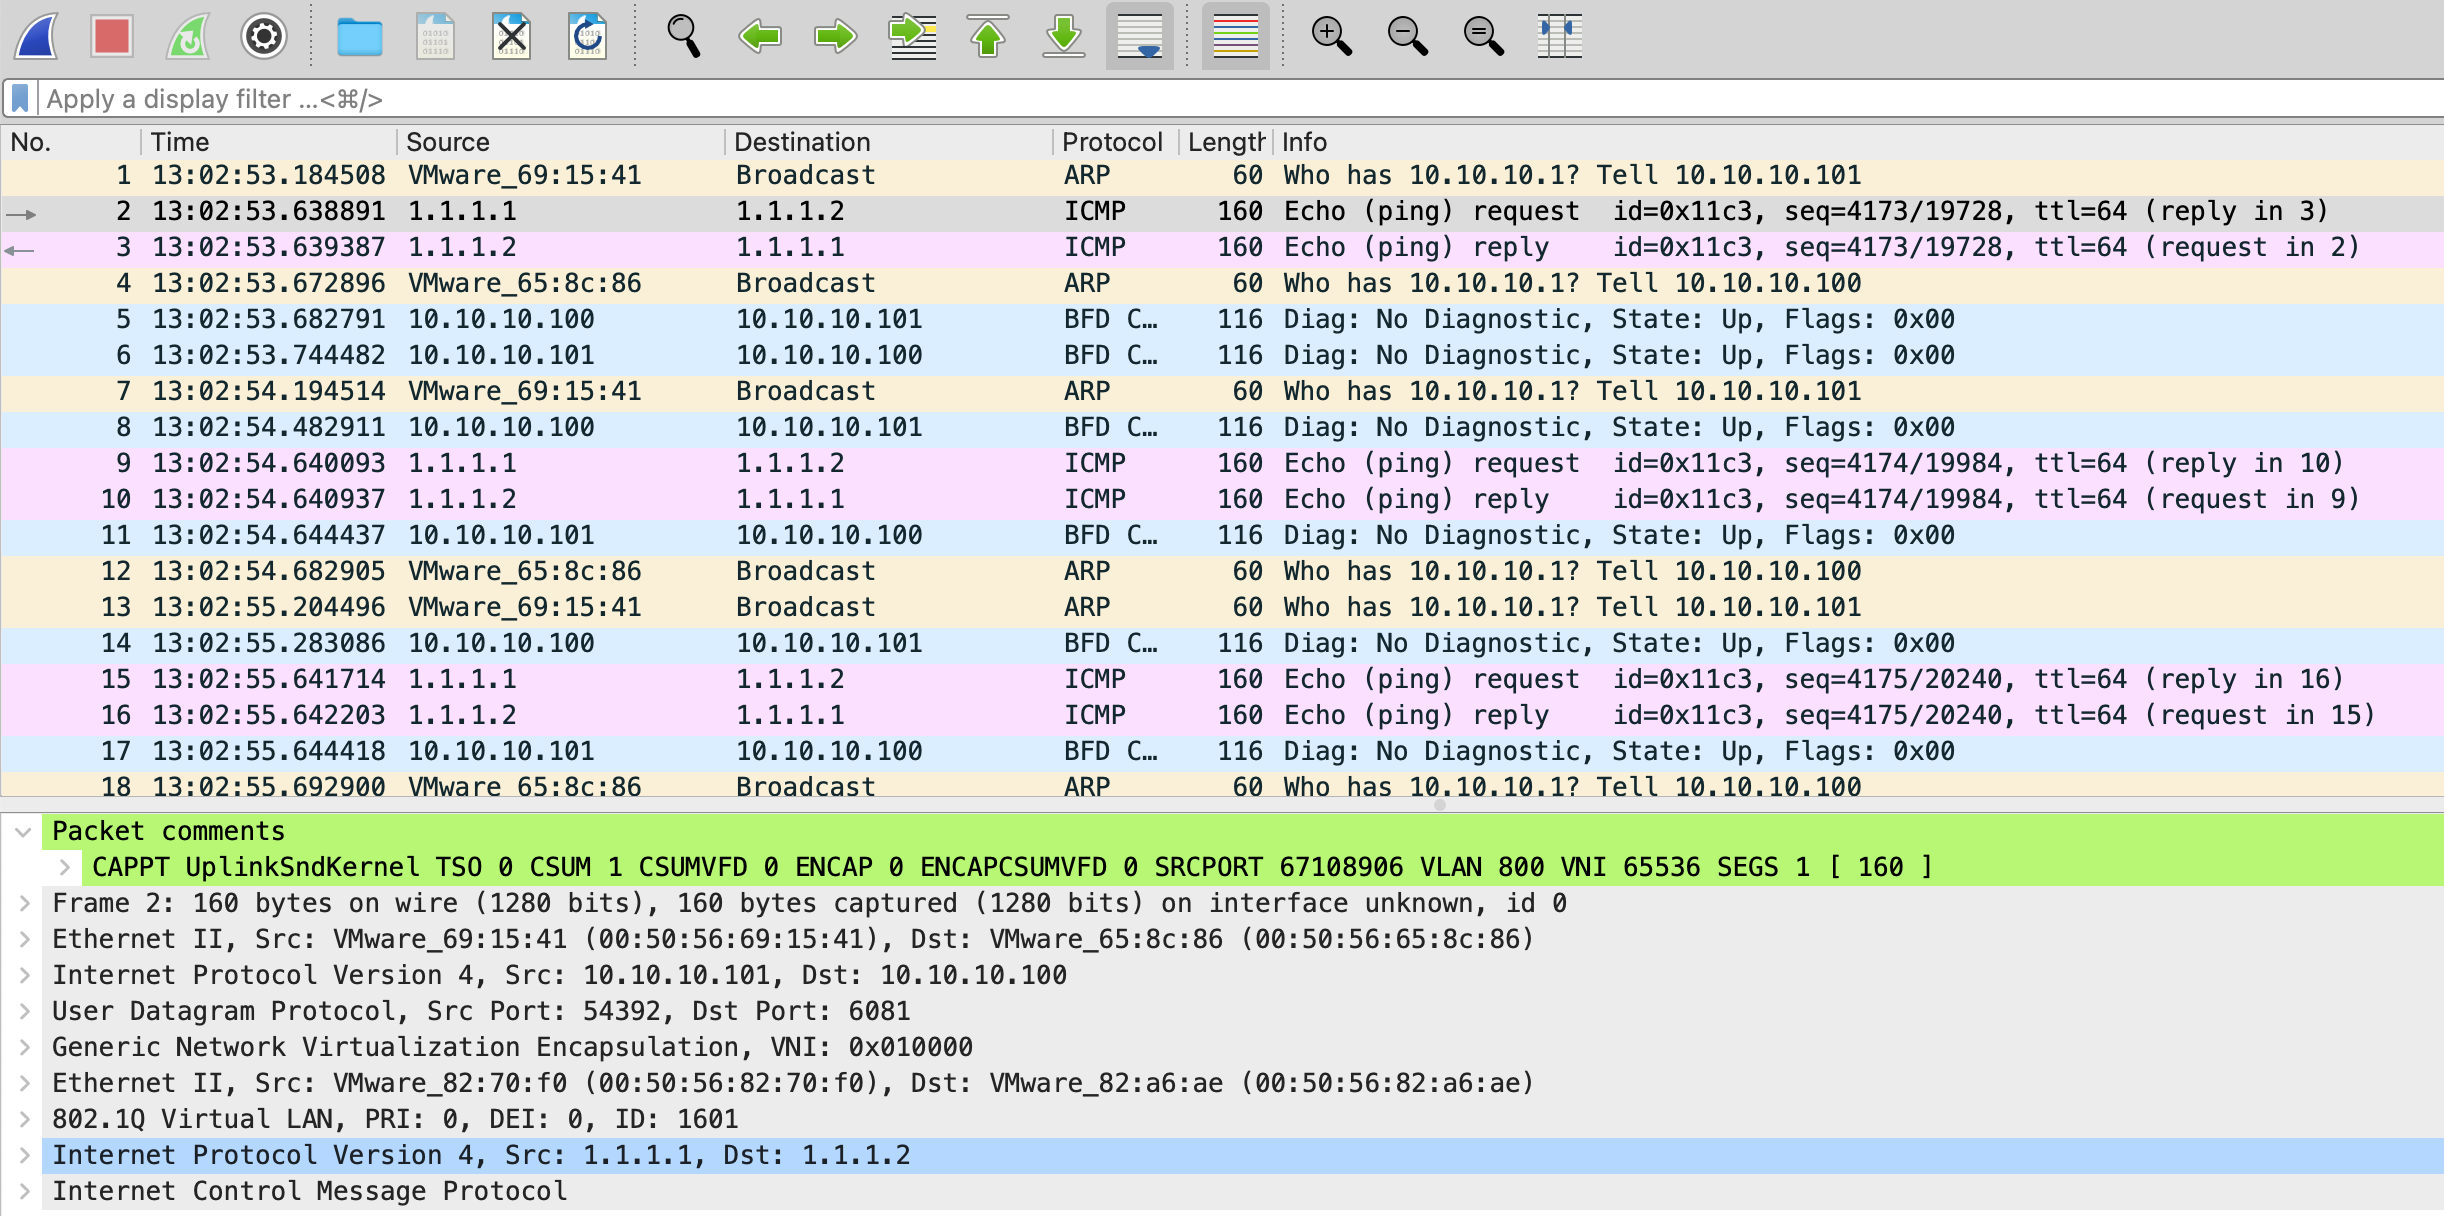 Apply a display filter ...<⌘/>
No. Time Source Destination Protocol Length Info
1 13:02:53.184508 VMware_69:15:41 Broadcast ARP 60 Who has 10.10.10.1? Tell 10.10.10.101
2 13:02:53.638891 1.1.1.1 1.1.1.2 ICMP 160 Echo (ping) request id=0x11c3, seq=4173/19728, ttl=64 (reply in 3)
3 13:02:53.639387 1.1.1.2 1.1.1.1 ICMP 160 Echo (ping) reply id=0x11c3, seq=4173/19728, ttl=64 (request in 2)
4 13:02:53.672896 VMware_65:8c:86 Broadcast ARP 60 Who has 10.10.10.1? Tell 10.10.10.100
5 13:02:53.682791 10.10.10.100 10.10.10.101 BFD C… 116 Diag: No Diagnostic, State: Up, Flags: 0x00
6 13:02:53.744482 10.10.10.101 10.10.10.100 BFD C… 116 Diag: No Diagnostic, State: Up, Flags: 0x00
7 13:02:54.194514 VMware_69:15:41 Broadcast ARP 60 Who has 10.10.10.1? Tell 10.10.10.101
8 13:02:54.482911 10.10.10.100 10.10.10.101 BFD C… 116 Diag: No Diagnostic, State: Up, Flags: 0x00
9 13:02:54.640093 1.1.1.1 1.1.1.2 ICMP 160 Echo (ping) request id=0x11c3, seq=4174/19984, ttl=64 (reply in 10)
10 13:02:54.640937 1.1.1.2 1.1.1.1 ICMP 160 Echo (ping) reply id=0x11c3, seq=4174/19984, ttl=64 (request in 9)
11 13:02:54.644437 10.10.10.101 10.10.10.100 BFD C… 116 Diag: No Diagnostic, State: Up, Flags: 0x00
12 13:02:54.682905 VMware_65:8c:86 Broadcast ARP 60 Who has 10.10.10.1? Tell 10.10.10.100
13 13:02:55.204496 VMware_69:15:41 Broadcast ARP 60 Who has 10.10.10.1? Tell 10.10.10.101
14 13:02:55.283086 10.10.10.100 10.10.10.101 BFD C… 116 Diag: No Diagnostic, State: Up, Flags: 0x00
15 13:02:55.641714 1.1.1.1 1.1.1.2 ICMP 160 Echo (ping) request id=0x11c3, seq=4175/20240, ttl=64 (reply in 16)
16 13:02:55.642203 1.1.1.2 1.1.1.1 ICMP 160 Echo (ping) reply id=0x11c3, seq=4175/20240, ttl=64 (request in 15)
17 13:02:55.644418 10.10.10.101 10.10.10.100 BFD C… 116 Diag: No Diagnostic, State: Up, Flags: 0x00
18 13:02:55.692900 VMware_65:8c:86 Broadcast ARP 60 Who has 10.10.10.1? Tell 10.10.10.100
Packet comments
CAPPT UplinkSndKernel TSO 0 CSUM 1 CSUMVFD 0 ENCAP 0 ENCAPCSUMVFD 0 SRCPORT 67108906 VLAN 800 VNI 65536 SEGS 1 [ 160 ]
Frame 2: 160 bytes on wire (1280 bits), 160 bytes captured (1280 bits) on interface unknown, id 0
Ethernet II, Src: VMware_69:15:41 (00:50:56:69:15:41), Dst: VMware_65:8c:86 (00:50:56:65:8c:86)
Internet Protocol Version 4, Src: 10.10.10.101, Dst: 10.10.10.100
User Datagram Protocol, Src Port: 54392, Dst Port: 6081
Generic Network Virtualization Encapsulation, VNI: 0x010000
Ethernet II, Src: VMware_82:70:f0 (00:50:56:82:70:f0), Dst: VMware_82:a6:ae (00:50:56:82:a6:ae)
802.1Q Virtual LAN, PRI: 0, DEI: 0, ID: 1601
Internet Protocol Version 4, Src: 1.1.1.1, Dst: 1.1.1.2
Internet Control Message Protocol